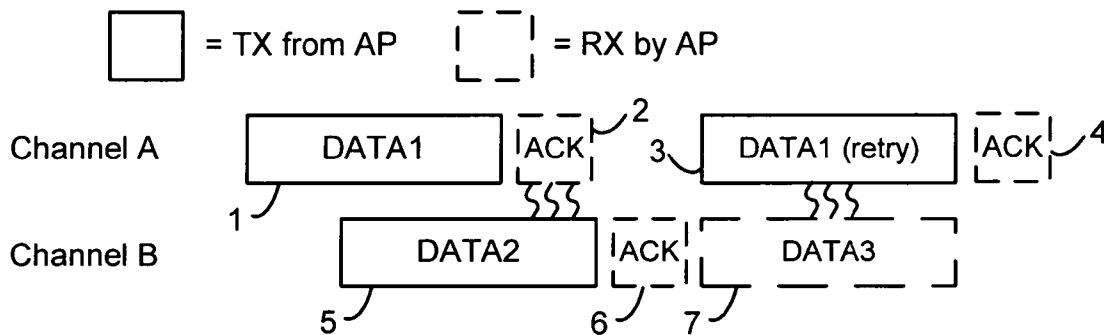 = TX from AP = RX by AP
2
Channel A DATA1 ACK 3 DATA1 (retry) ACK 4
1
Channel B DATA2 ACK DATA3
5 6 7